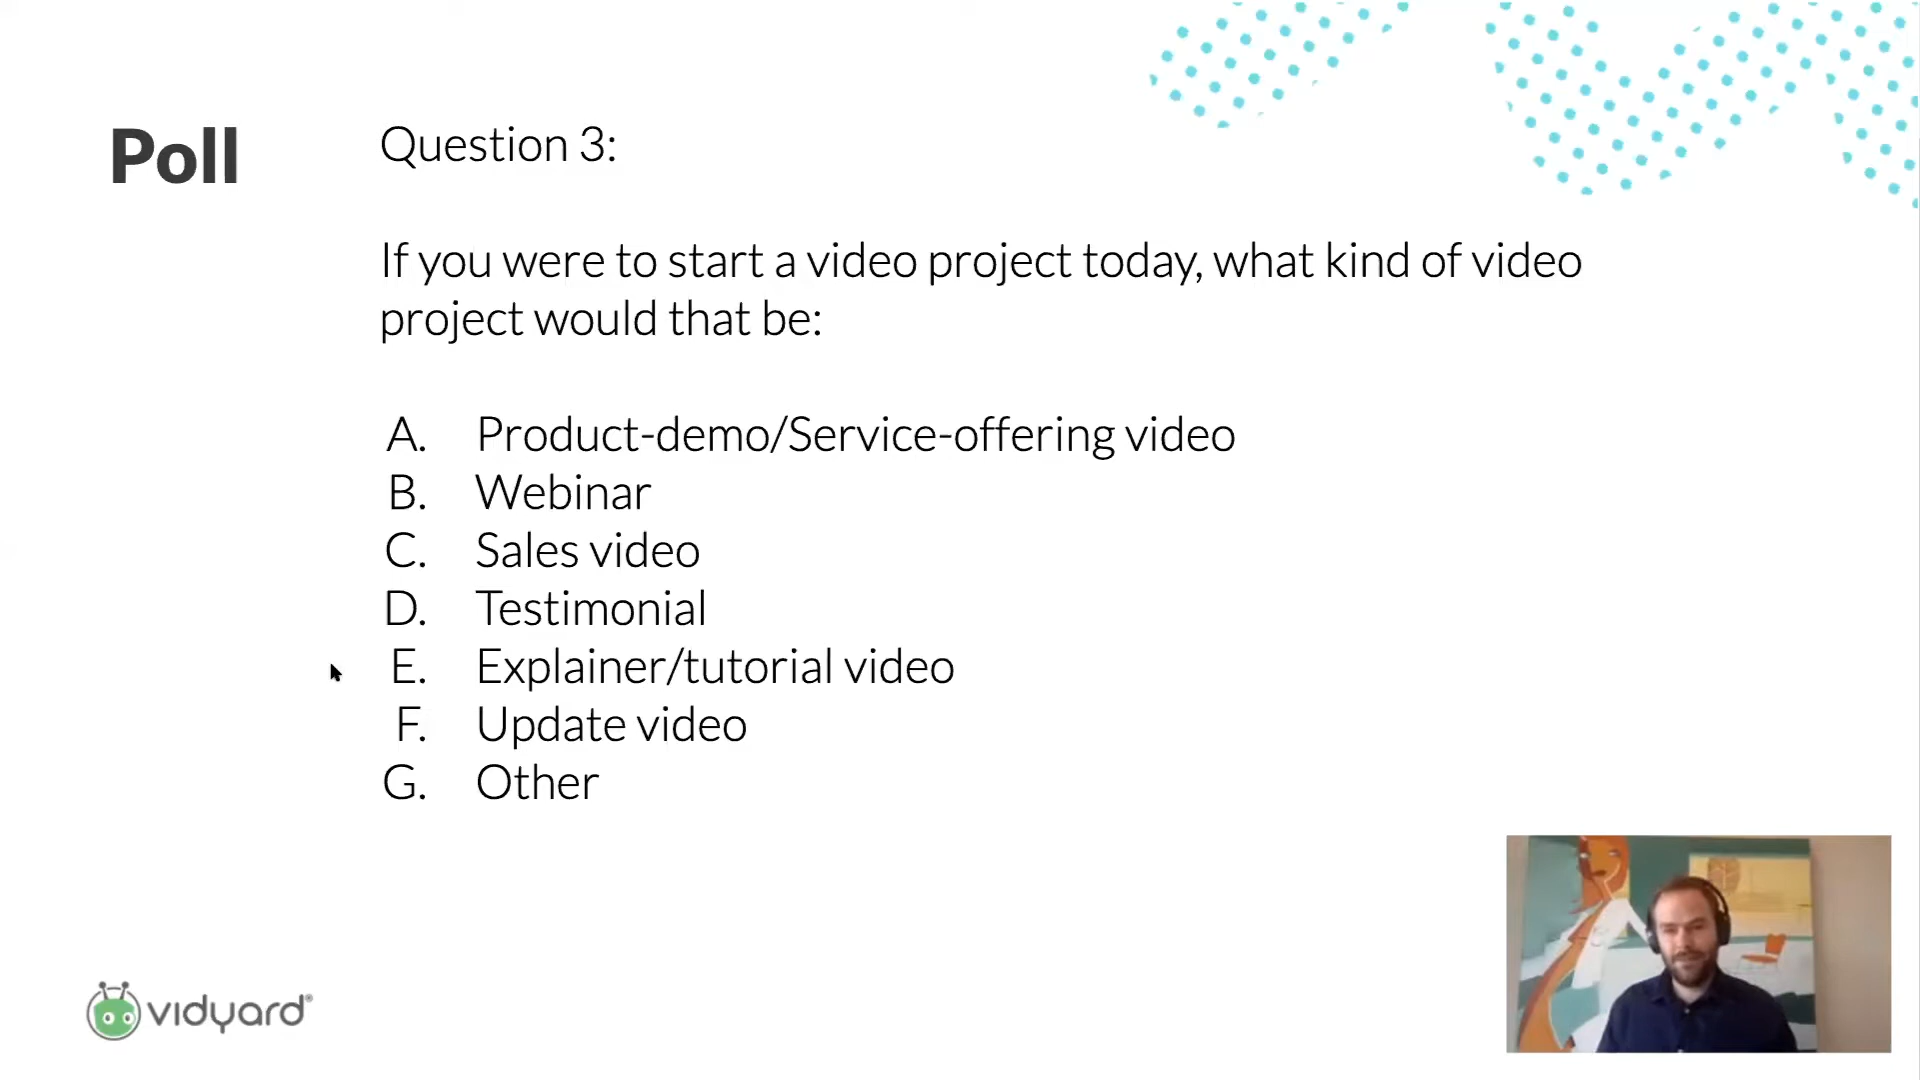 Poll
Question 3:
If you were to start a video project today, what kind of video
project would that be:
A. Product-demo/Service-offering video
B. Webinar
C. Sales video
D. Testimonial
E. Explainer/tutorial video
F. Update video
G. Other
vidyard®